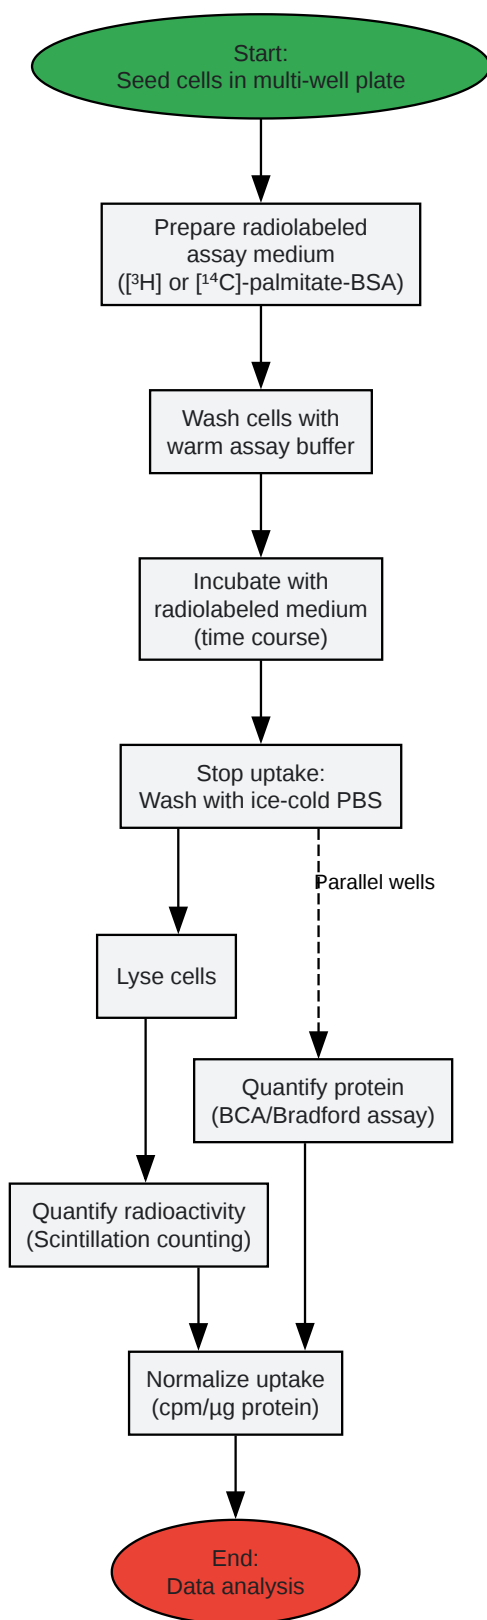 Start:
Seed cells in multi-well plate
Prepare radiolabeled
assay medium
([³H] or [¹⁴C]-palmitate-BSA)
Wash cells with
warm assay buffer
Incubate with
radiolabeled medium
(time course)
Stop uptake:
Wash with ice-cold PBS
Parallel wells
Lyse cells
Quantify protein
(BCA/Bradford assay)
Quantify radioactivity
(Scintillation counting)
Normalize uptake
(cpm/µg protein)
End:
Data analysis